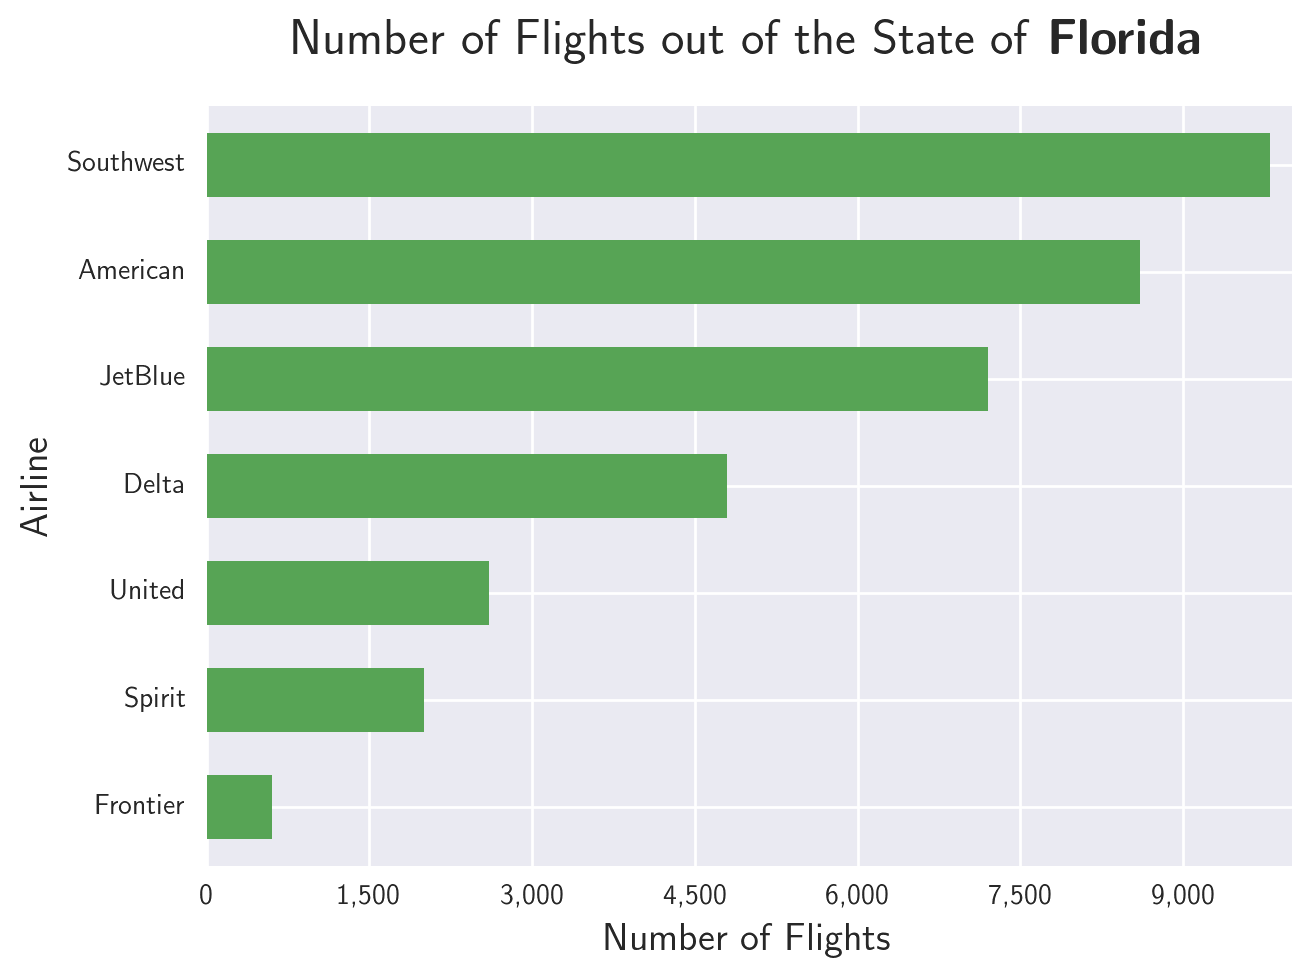 Number of Flights out of the State of Florida
Southwest
American
JetBlue
Delta
United
Spirit
Frontier
Airline
0 1,500 3,000 4,500 6,000 7,500 9,000
Number of Flights